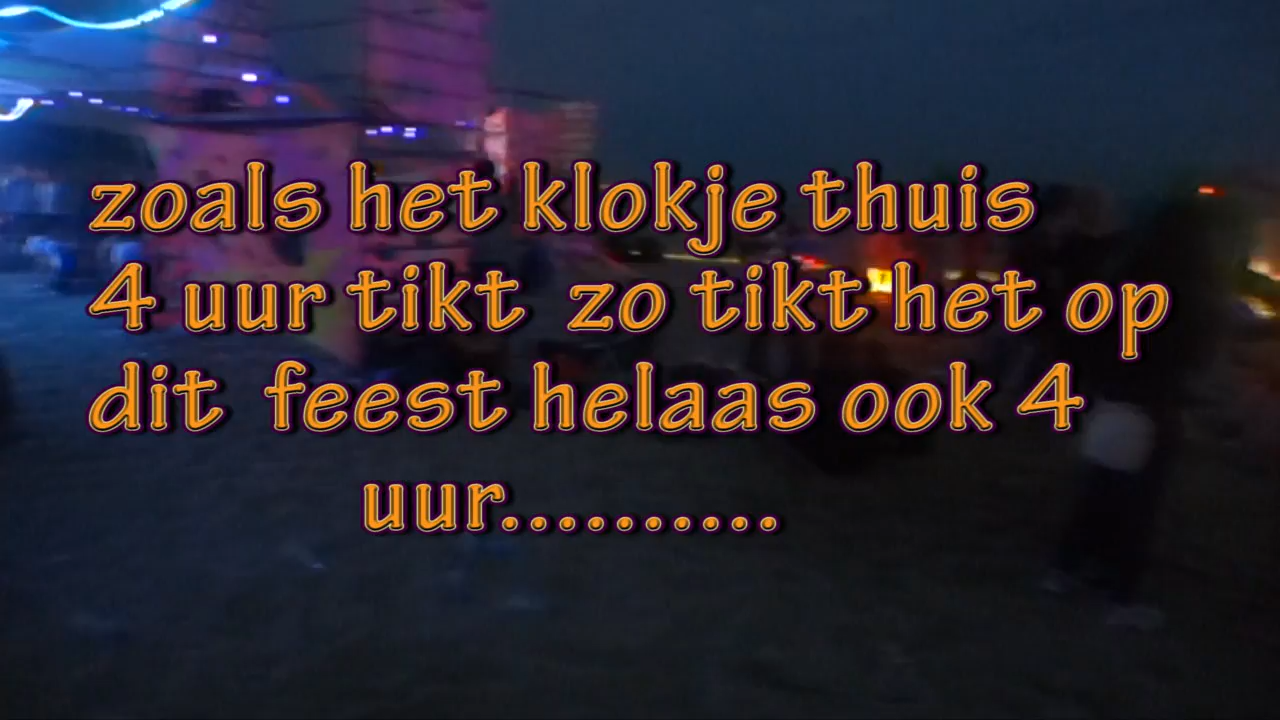 zoals het klokje thuis
4 uur tikt zo tikt het op
dit feest helaas ook 4
uur..........